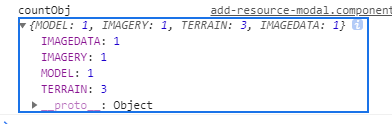 countObj add-resource-modal.component
▼{MODEL: 1, IMAGERY: 1, TERRAIN: 3, IMAGEDATA: 1} i
IMAGEDATA: 1
IMAGERY: 1
MODEL: 1
TERRAIN: 3
▶__proto__: Object